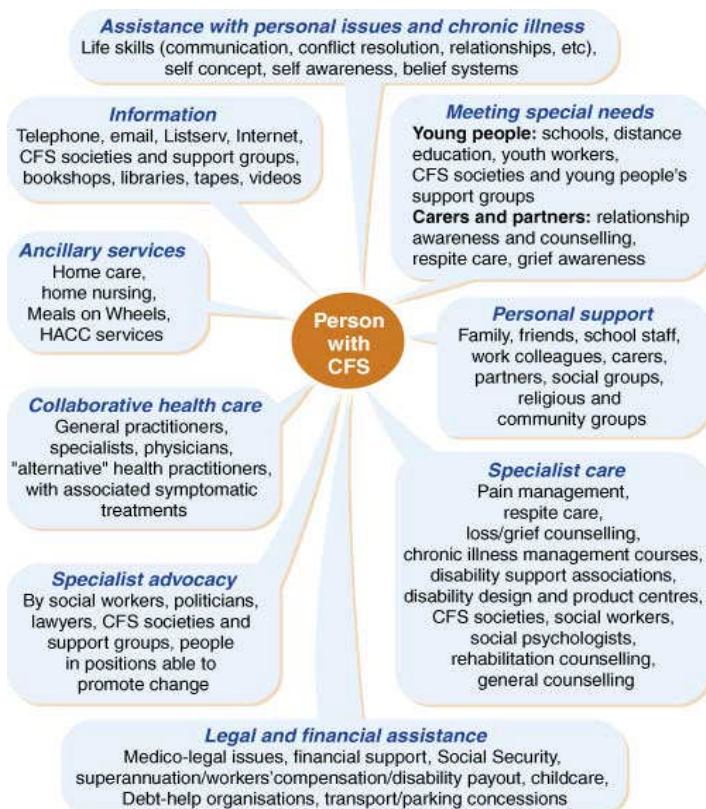 Assistance with personal issues and chronic illness
Life skills (communication, conflict resolution, relationships, etc),
self concept, self awareness, belief systems
Information
Telephone, email, Listserv, Internet,
CFS societies and support groups,
bookshops, libraries, tapes, videos
Meeting special needs
Young people: schools, distance
education, youth workers,
CFS societies and young people's
support groups
Carers and partners: relationship
awareness and counselling,
respite care, grief awareness
Ancillary services
Home care,
home nursing,
Meals on Wheels,
HACC services
Person
with
CFS
Personal support
Family, friends, school staff,
work colleagues, carers,
partners, social groups,
religious and
community groups
Collaborative health care
General practitioners,
specialists, physicians,
"alternative" health practitioners,
with associated symptomatic
treatments
Specialist care
Pain management,
respite care,
loss/grief counselling,
chronic illness management courses,
disability support associations,
disability design and product centres,
CFS societies, social workers,
social psychologists,
rehabilitation counselling,
general counselling
Specialist advocacy
By social workers, politicians,
lawyers, CFS societies and
support groups, people
in positions able to
promote change
Legal and financial assistance
Medico-legal issues, financial support, Social Security,
superannuation/workers'compensation/disability payout, childcare,
Debt-help organisations, transport/parking concessions